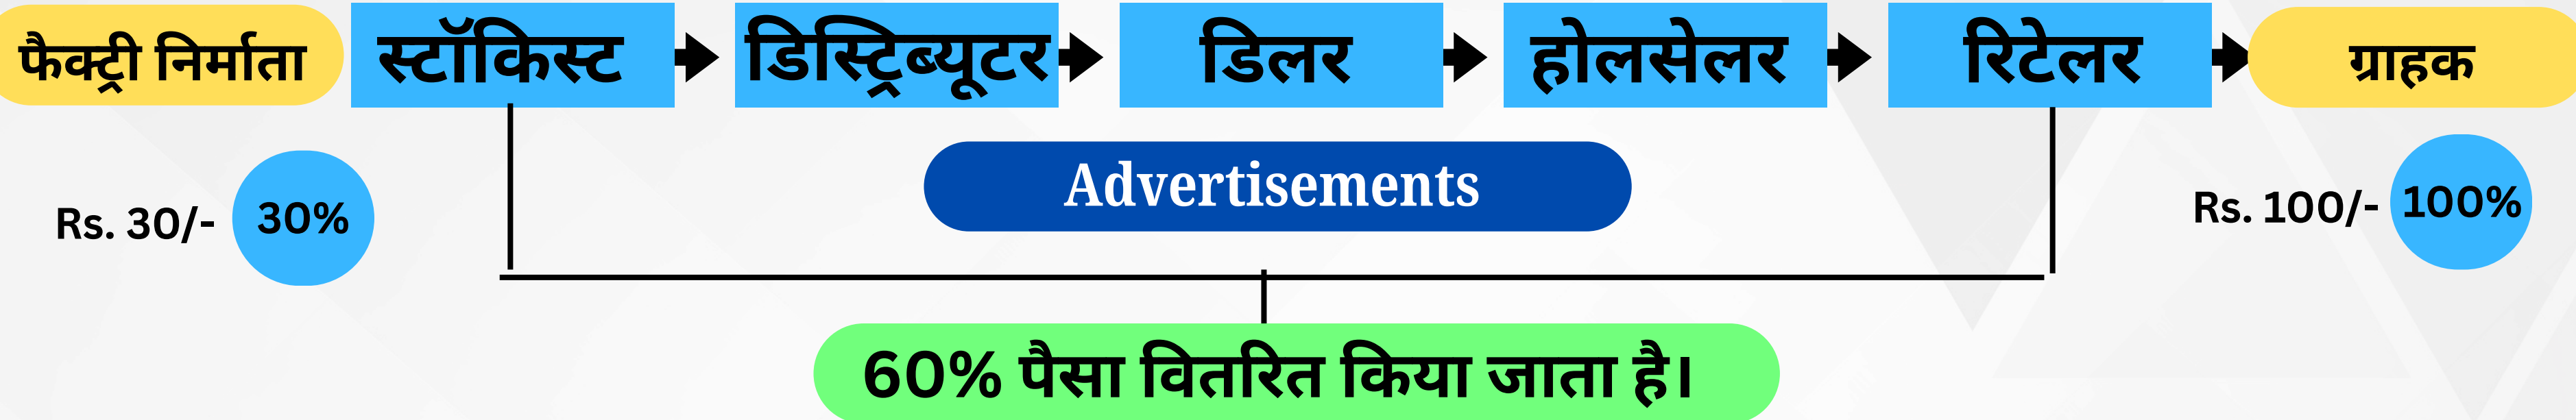 फैक्ट्री निर्माता स्टॉकिस्ट डिस्ट्रिब्यूटर डिलर होलसेलर रिटेलर ग्राहक
Advertisements
Rs. 30/- 30%
Rs. 100/- 100%
60% पैसा वितरित किया जाता है।